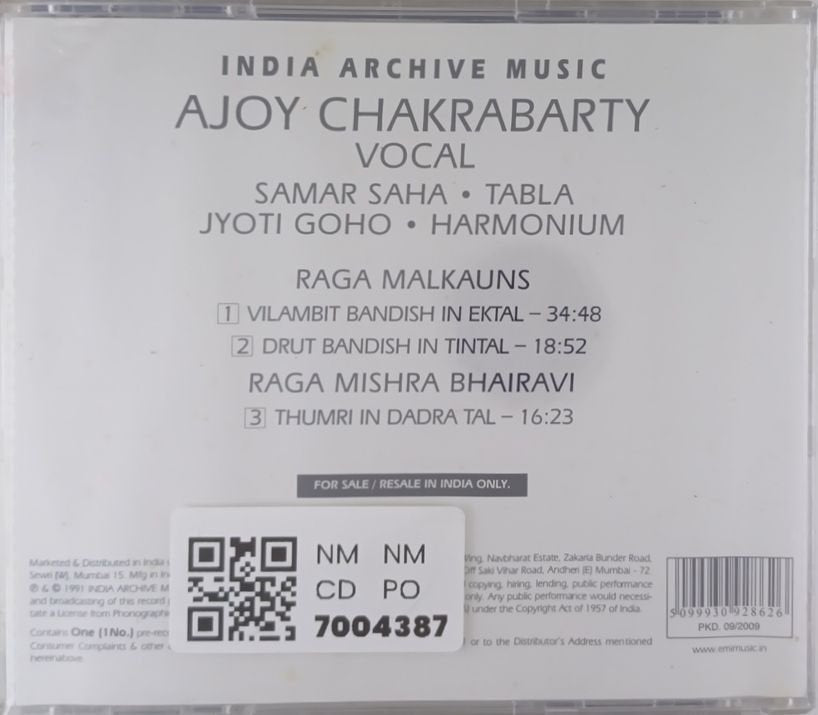 INDIA ARCHIVE MUSIC
AJOY CHAKRABARTY
VOCAL
SAMAR SAHA • TABLA
JYOTI GOHO • HARMONIUM
RAGA MALKAUNS
1 VILAMBIT BANDISH IN EKTAL – 34:48
2 DRUT BANDISH IN TINTAL – 18:52
RAGA MISHRA BHAIRAVI
3 THUMRI IN DADRA TAL – 16:23
FOR SALE / RESALE IN INDIA ONLY.
Marketed & Distributed in India
Sewri [W], Mumbai 15. Mfg in
℗ & © 1991 INDIA ARCHIVE
and broadcasting of this record
tate a License from
Contains One (1No.)
Consumer Complaints & other
hereinabove.
NM NM
CD PO
7004387
Wing, Navbharat Estate, Zakaria Bunder Road,
Off Saki Vihar Road, Andheri [E] Mumbai - 72.
copying, hiring, lending, public performance
only. Any public performance would necessi-
under the Copyright Act of 1957 of India.
or to the Distributor's Address mentioned
5099930928626
PKD. 09/2009
www.emimusic.in